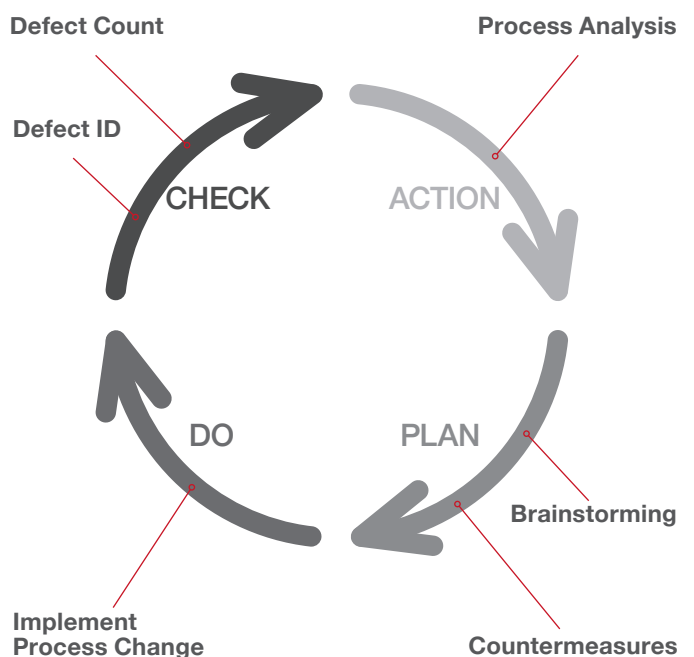 Defect Count
Process Analysis
Defect ID
CHECK
ACTION
DO
PLAN
Brainstorming
Implement
Process Change
Countermeasures